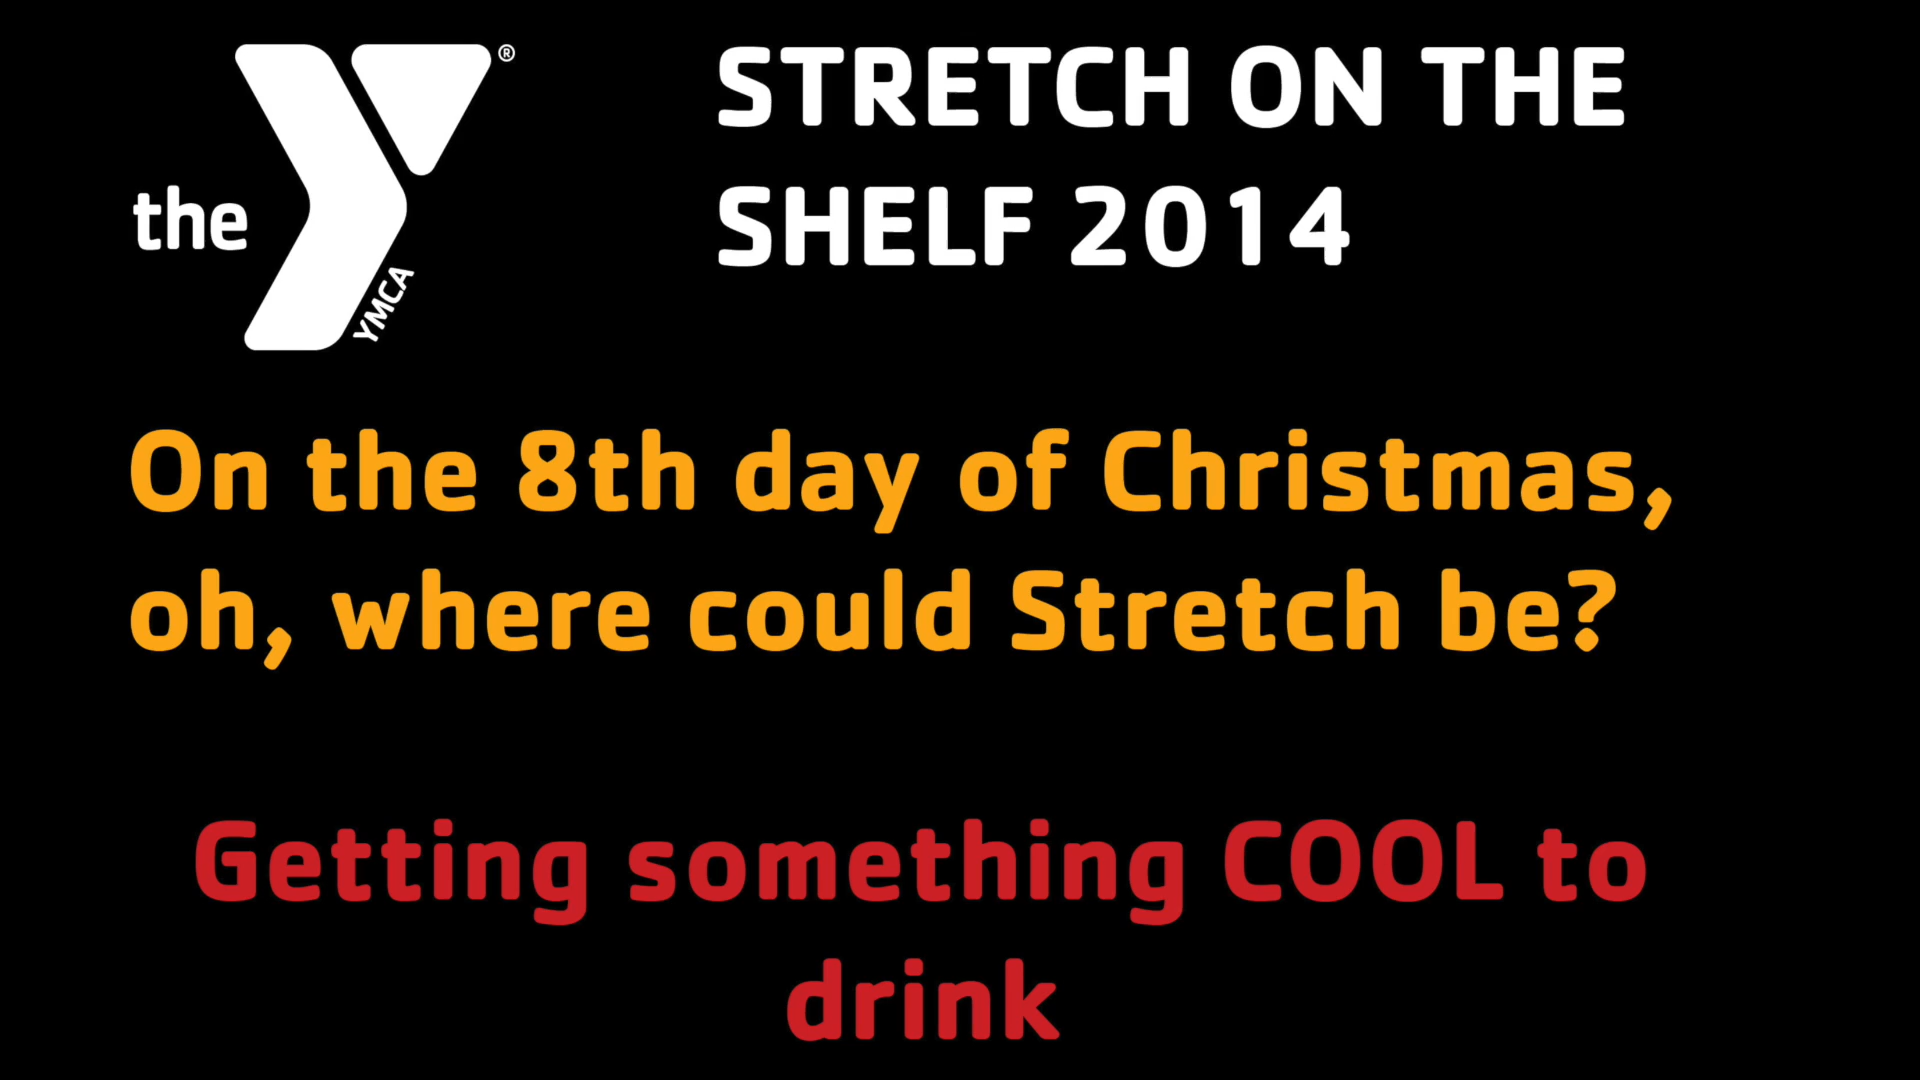 the
YMCA
®
STRETCH ON THE
SHELF 2014
On the 8th day of Christmas,
oh, where could Stretch be?
Getting something COOL to
drink